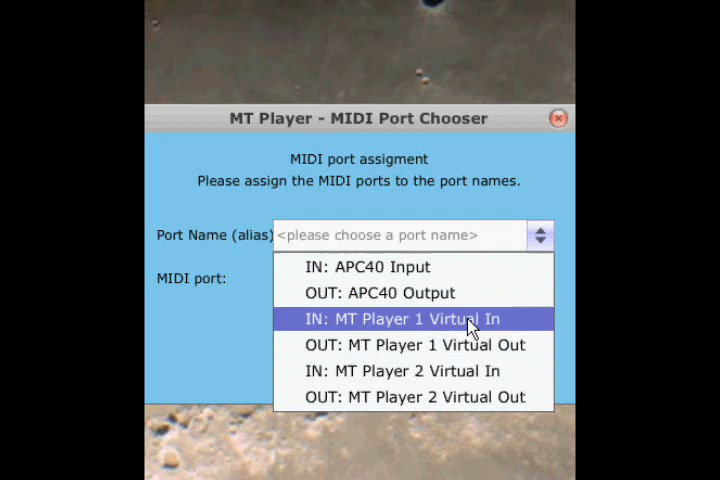 MT Player - MIDI Port Chooser
MIDI port assigment
Please assign the MIDI ports to the port names.
Port Name (alias) <please choose a port name>
MIDI port:
IN: APC40 Input
OUT: APC40 Output
IN: MT Player 1 Virtual In
OUT: MT Player 1 Virtual Out
IN: MT Player 2 Virtual In
OUT: MT Player 2 Virtual Out